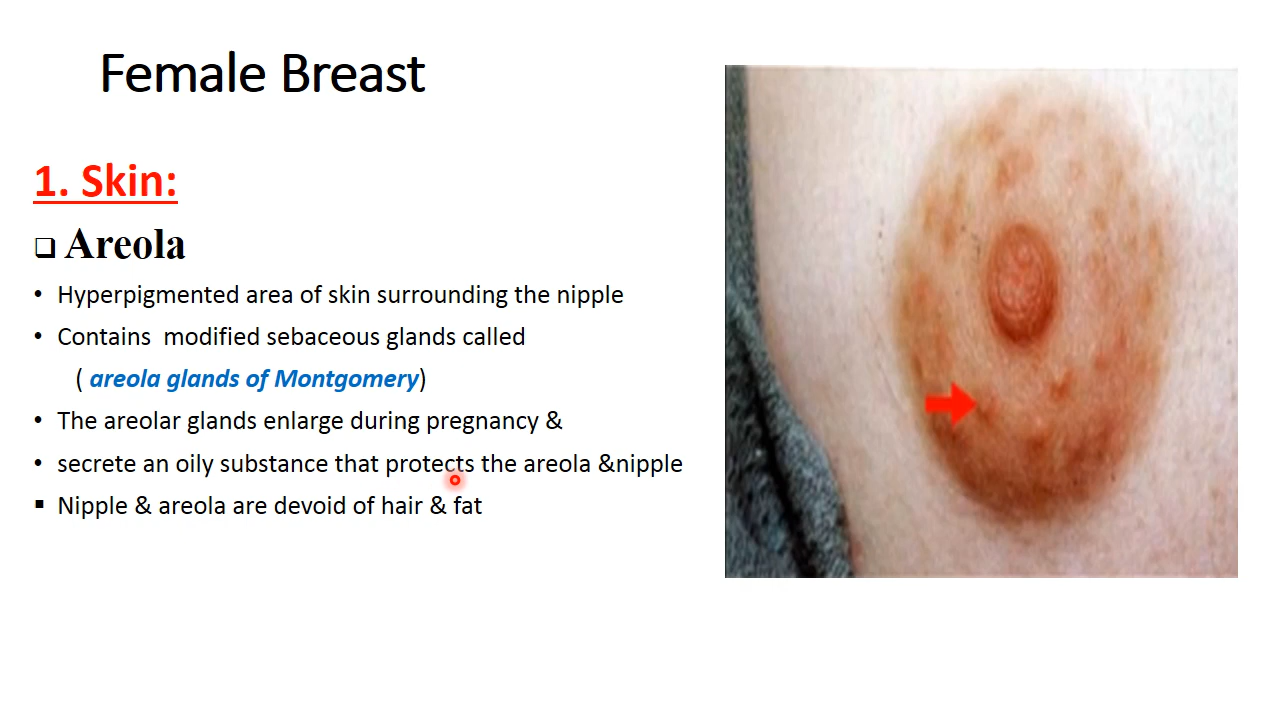 Female Breast
1. Skin:
❑ Areola
• Hyperpigmented area of skin surrounding the nipple
• Contains  modified sebaceous glands called
( areola glands of Montgomery)
• The areolar glands enlarge during pregnancy &
• secrete an oily substance that protects the areola &nipple
▪ Nipple & areola are devoid of hair & fat